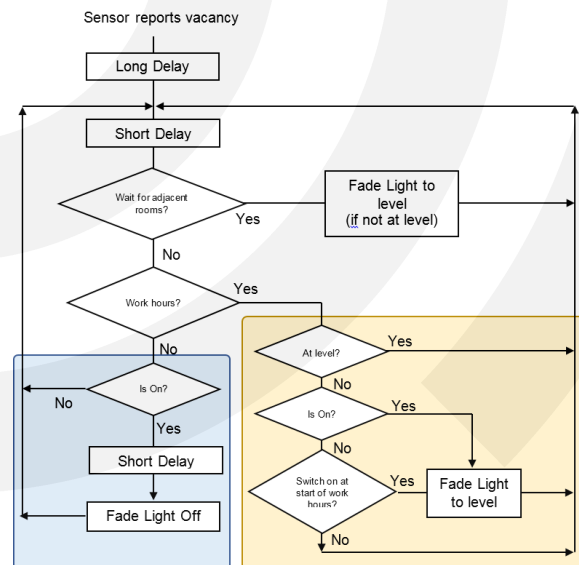 Sensor reports vacancy
Long Delay
Short Delay
Wait for adjacent
rooms?
Yes
Fade Light to
level
(if not at level)
No
Work hours?
Yes
No
Is On?
No
Yes
Short Delay
Fade Light Off
At level?
Yes
No
Is On?
Yes
No
Switch on at
start of work
hours?
Yes
Fade Light
to level
No